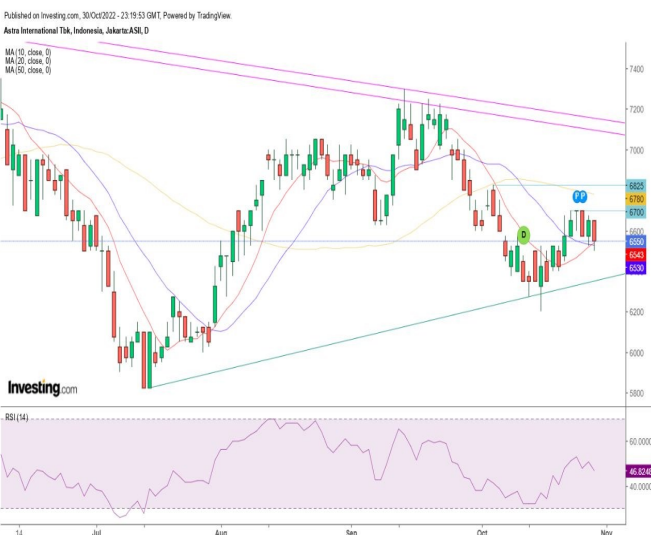 Published on Investing.com, 30/Oct/2022 - 23:19:53 GMT, Powered by TradingView.
Astra International Tbk, Indonesia, Jakarta:ASII, D
MA (10, close, 0)
MA (20, close, 0)
MA (50, close, 0)
7400
7200
7000
6825
6780
6700
6600
6550
6543
6530
6200
6000
5800
P P
D
Investing.com
RSI (14)
60.0000
46.8248
40.0000
14 Jul Aug Sep Oct Nov